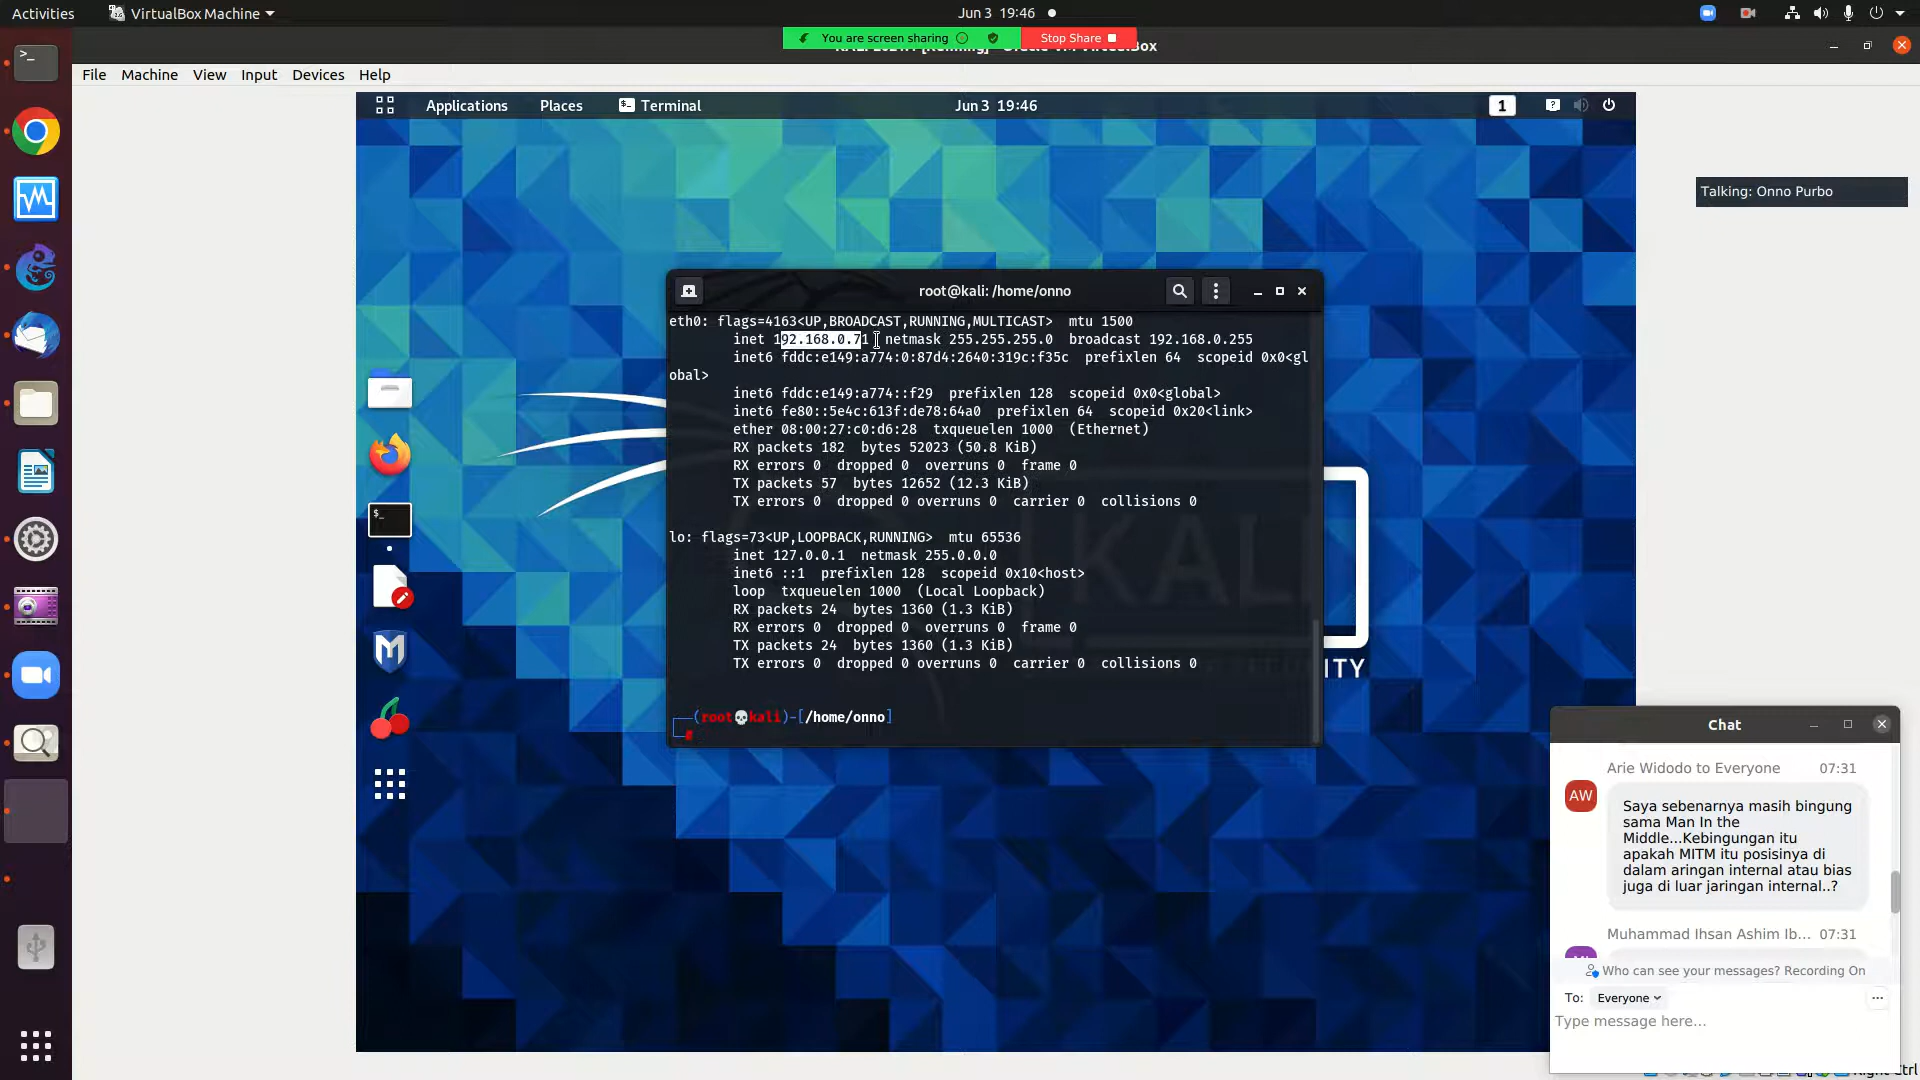 Activities
VirtualBox Machine
Jun 3 19:46
You are screen sharing
Stop Share
File Machine View Input Devices Help
Applications Places Terminal
Jun 3 19:46
1
Talking: Onno Purbo
root@kali: /home/onno
eth0: flags=4163<UP,BROADCAST,RUNNING,MULTICAST> mtu 1500
inet 192.168.0.71 netmask 255.255.255.0 broadcast 192.168.0.255
inet6 fddc:e149:a774:0:87d4:2640:319c:f35c prefixlen 64 scopeid 0x0<gl
obal>
inet6 fddc:e149:a774::f29 prefixlen 128 scopeid 0x0<global>
inet6 fe80::5e4c:613f:de78:64a0 prefixlen 64 scopeid 0x20<link>
ether 08:00:27:c0:d6:28 txqueuelen 1000 (Ethernet)
RX packets 182 bytes 52023 (50.8 KiB)
RX errors 0 dropped 0 overruns 0 frame 0
TX packets 57 bytes 12652 (12.3 KiB)
TX errors 0 dropped 0 overruns 0 carrier 0 collisions 0
lo: flags=73<UP,LOOPBACK,RUNNING> mtu 65536
inet 127.0.0.1 netmask 255.0.0.0
inet6 ::1 prefixlen 128 scopeid 0x10<host>
loop txqueuelen 1000 (Local Loopback)
RX packets 24 bytes 1360 (1.3 KiB)
RX errors 0 dropped 0 overruns 0 frame 0
TX packets 24 bytes 1360 (1.3 KiB)
TX errors 0 dropped 0 overruns 0 carrier 0 collisions 0
(root💀kali)-[/home/onno]
#
KALI
ITY
Chat
Arie Widodo to Everyone 07:31
AW
Saya sebenarnya masih bingung
sama Man In the
Middle...Kebingungan itu
apakah MITM itu posisinya di
dalam aringan internal atau bias
juga di luar jaringan internal..?
Muhammad Ihsan Ashim Ib... 07:31
Who can see your messages? Recording On
To: Everyone
Type message here...